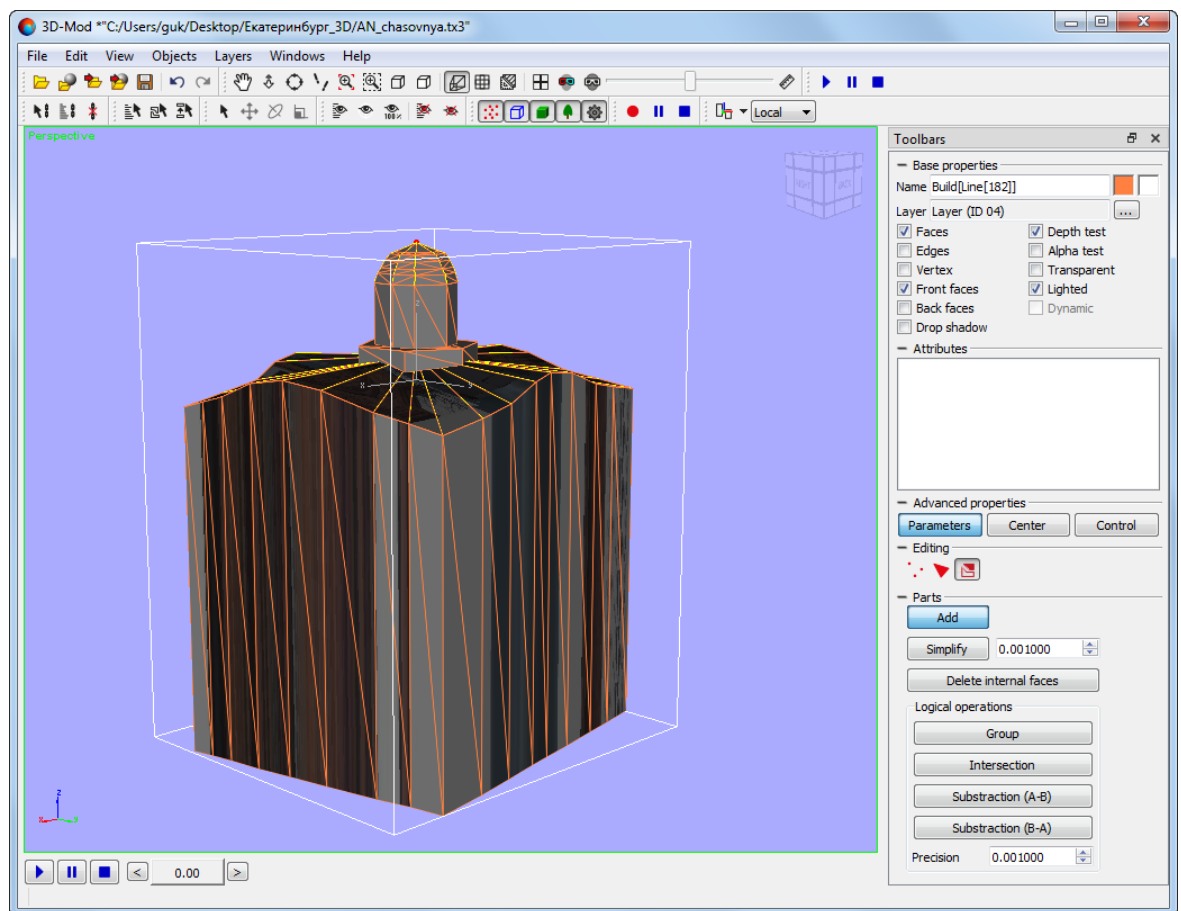 3D-Mod *"C:/Users/guk/Desktop/Екатеринбург_3D/AN_chasovnya.tx3"
File Edit View Objects Layers Windows Help
100%
Local
Perspective
Toolbars
Base properties
Name Build[Line[182]]
Layer Layer (ID 04) ...
Faces Depth test
Edges Alpha test
Vertex Transparent
Front faces Lighted
Back faces Dynamic
Drop shadow
Attributes
z
x y
Advanced properties
Parameters Center Control
Editing
Parts
Add
Simplify 0.001000
Delete internal faces
Logical operations
Group
Intersection
Substraction (A-B)
Substraction (B-A)
Precision 0.001000
z
x y
< 0.00 >